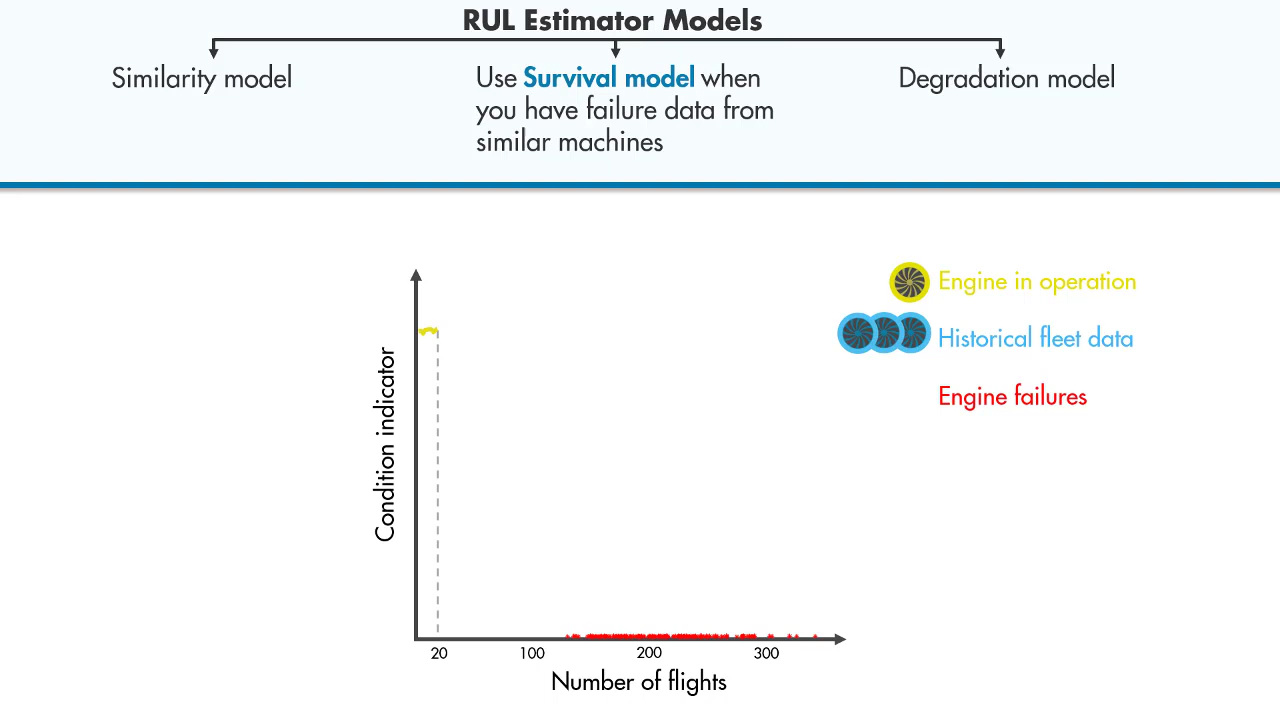 RUL Estimator Models
Similarity model
Use Survival model when
you have failure data from
similar machines
Degradation model
Engine in operation
Historical fleet data
Engine failures
Condition indicator
20 100 200 300
Number of flights